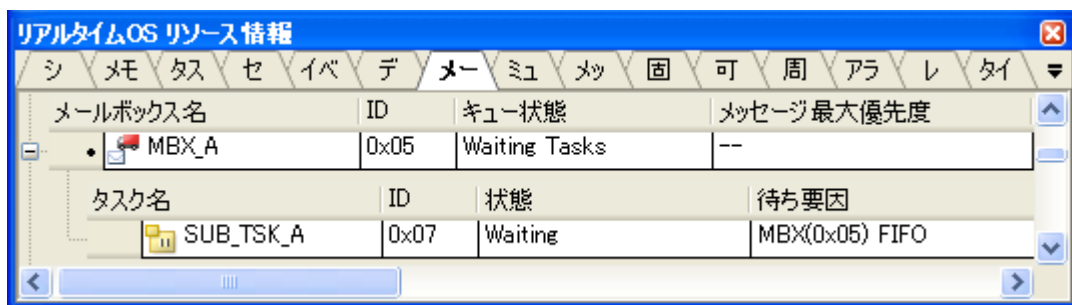 リアルタイムOS リソース情報
シ メモ タス セ イベ デ メー ミュ メッ 固 可 周 アラ レ タイ
メールボックス名 ID キュー状態 メッセージ最大優先度
MBX_A 0x05 Waiting Tasks --
タスク名 ID 状態 待ち要因
SUB_TSK_A 0x07 Waiting MBX(0x05) FIFO